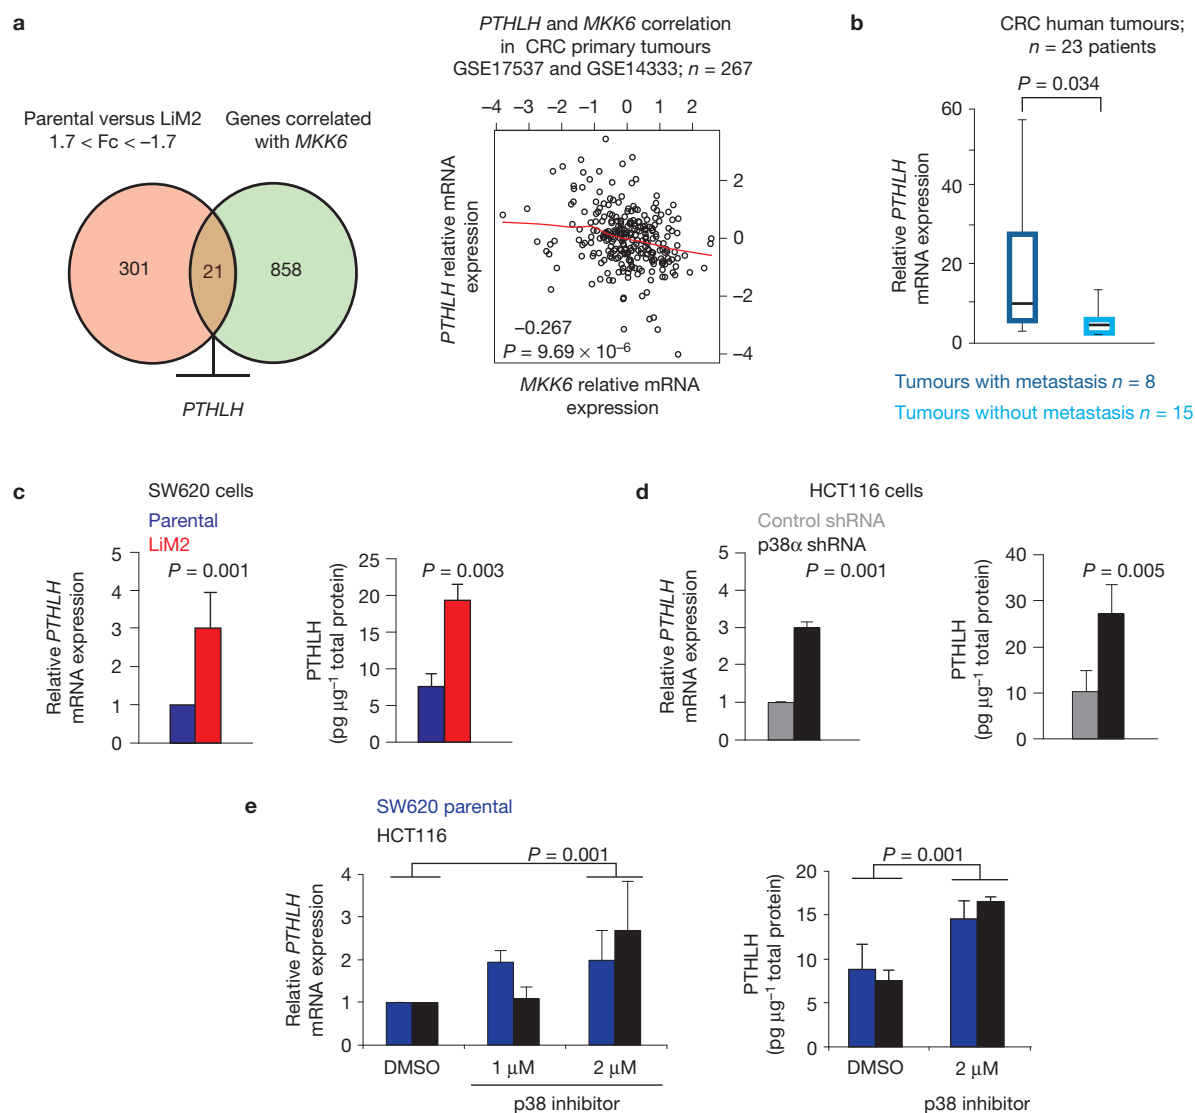 a
Parental versus LiM2
1.7 < Fc < –1.7
Genes correlated
with MKK6
301
21
858
PTHLH
PTHLH and MKK6 correlation
in CRC primary tumours
GSE17537 and GSE14333; n = 267
–4 –3 –2 –1 0 1 2
PTHLH relative mRNA
expression
2
0
–2
–4
–0.267
P = 9.69 × 10⁻⁶
MKK6 relative mRNA
expression
b
CRC human tumours;
n = 23 patients
P = 0.034
Relative PTHLH
mRNA expression
60
40
20
0
Tumours with metastasis n = 8
Tumours without metastasis n = 15
c
SW620 cells
Parental
LiM2
Relative PTHLH
mRNA expression
5
4
3
2
1
0
P = 0.001
PTHLH
(pg μg⁻¹ total protein)
25
20
15
10
5
0
P = 0.003
d
HCT116 cells
Control shRNA
p38α shRNA
Relative PTHLH
mRNA expression
5
4
3
2
1
0
P = 0.001
PTHLH
(pg μg⁻¹ total protein)
40
30
20
10
0
P = 0.005
e
SW620 parental
HCT116
P = 0.001
Relative PTHLH
mRNA expression
4
3
2
1
0
DMSO 1 μM 2 μM
p38 inhibitor
P = 0.001
PTHLH
(pg μg⁻¹ total protein)
20
15
10
5
0
DMSO 2 μM
p38 inhibitor